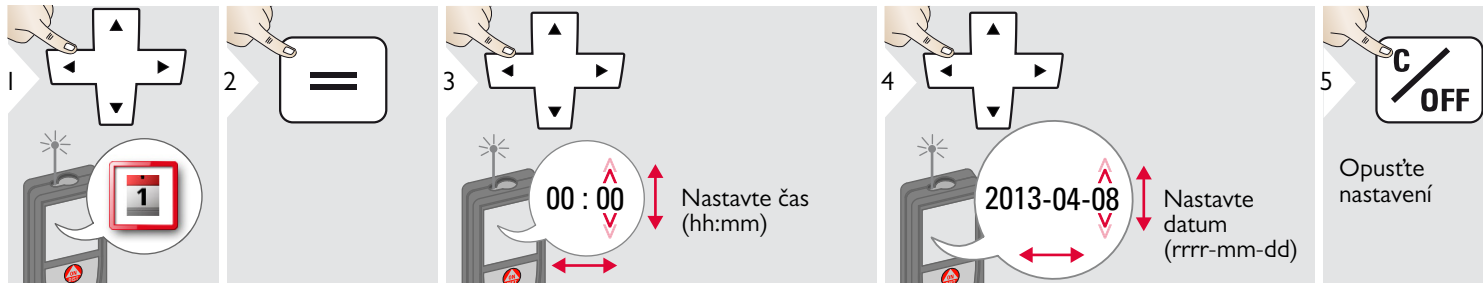 1
2
3
4
5
1
00 : 00
Nastavte čas
(hh:mm)
2013-04-08
Nastavte
datum
(rrrr-mm-dd)
C
OFF
Opusťte
nastavení